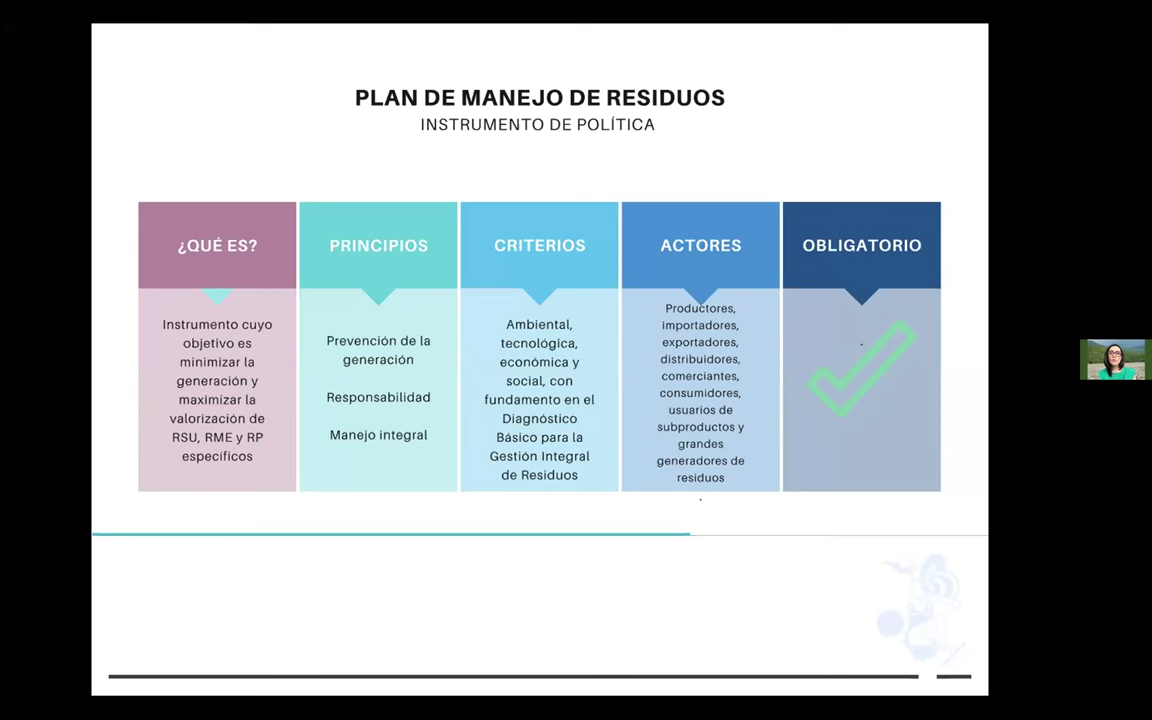 PLAN DE MANEJO DE RESIDUOS
INSTRUMENTO DE POLÍTICA
¿QUÉ ES?
Instrumento cuyo
objetivo es
minimizar la
generación y
maximizar la
valorización de
RSU, RME y RP
específicos
PRINCIPIOS
Prevención de la
generación
Responsabilidad
Manejo integral
CRITERIOS
Ambiental,
tecnológica,
económica y
social, con
fundamento en el
Diagnóstico
Básico para la
Gestión Integral
de Residuos
ACTORES
Productores,
importadores,
exportadores,
distribuidores,
comerciantes,
consumidores,
usuarios de
subproductos y
grandes
generadores de
residuos
.
OBLIGATORIO
.